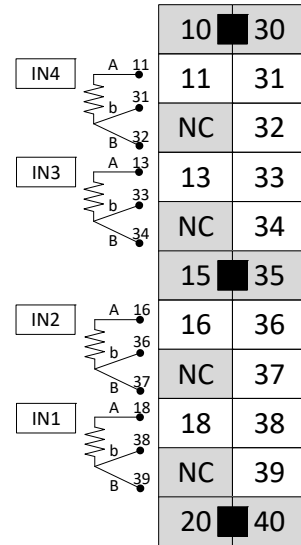 10 30
IN4 A 11 11 31
b 31
B 32 NC 32
IN3 A 13 13 33
b 33
B 34 NC 34
15 35
IN2 A 16 16 36
b 36
B 37 NC 37
IN1 A 18 18 38
b 38
B 39 NC 39
20 40